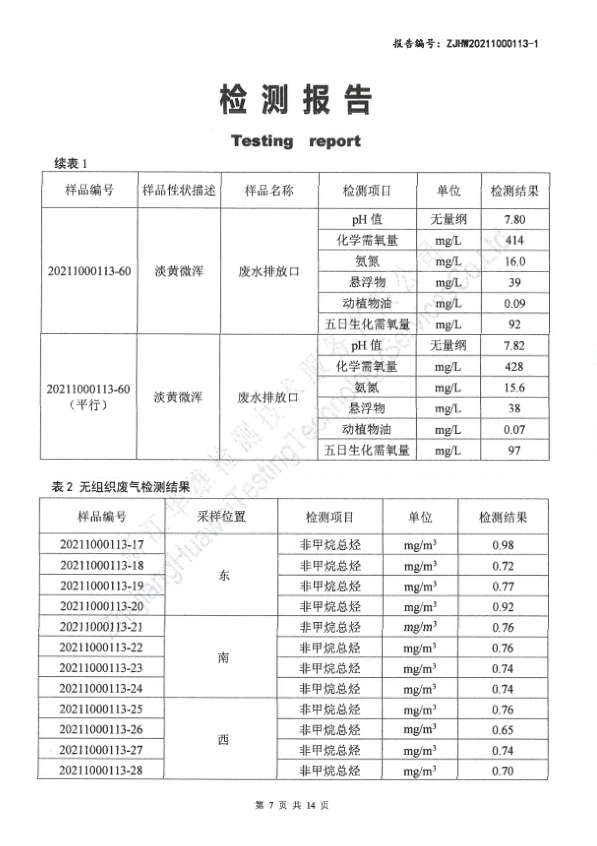 报告编号：ZJHW20211000113-1
检测报告
Testing report
续表1
样品编号 样品性状描述 样品名称 检测项目 单位 检测结果
20211000113-60 淡黄微浑 废水排放口 pH 值 无量纲 7.80
化学需氧量 mg/L 414
氨氮 mg/L 16.0
悬浮物 mg/L 39
动植物油 mg/L 0.09
五日生化需氧量 mg/L 92
20211000113-60（平行） 淡黄微浑 废水排放口 pH 值 无量纲 7.82
化学需氧量 mg/L 428
氨氮 mg/L 15.6
悬浮物 mg/L 38
动植物油 mg/L 0.07
五日生化需氧量 mg/L 97
表 2 无组织废气检测结果
样品编号 采样位置 检测项目 单位 检测结果
20211000113-17 东 非甲烷总烃 mg/m³ 0.98
20211000113-18 非甲烷总烃 mg/m³ 0.72
20211000113-19 非甲烷总烃 mg/m³ 0.77
20211000113-20 非甲烷总烃 mg/m³ 0.92
20211000113-21 南 非甲烷总烃 mg/m³ 0.76
20211000113-22 非甲烷总烃 mg/m³ 0.76
20211000113-23 非甲烷总烃 mg/m³ 0.74
20211000113-24 非甲烷总烃 mg/m³ 0.74
20211000113-25 西 非甲烷总烃 mg/m³ 0.76
20211000113-26 非甲烷总烃 mg/m³ 0.65
20211000113-27 非甲烷总烃 mg/m³ 0.74
20211000113-28 非甲烷总烃 mg/m³ 0.70
第 7 页 共 14 页